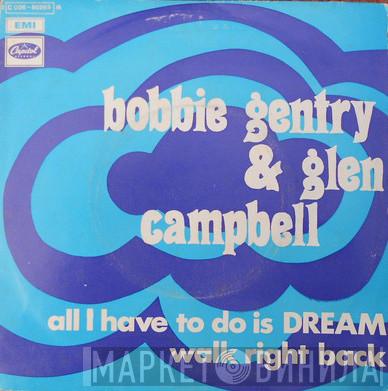 EMI
Capitol
bobbie gentry
& glen
campbell
all I have to do is DREAM
walk right back
МАРКЕТ ВИНИЛА